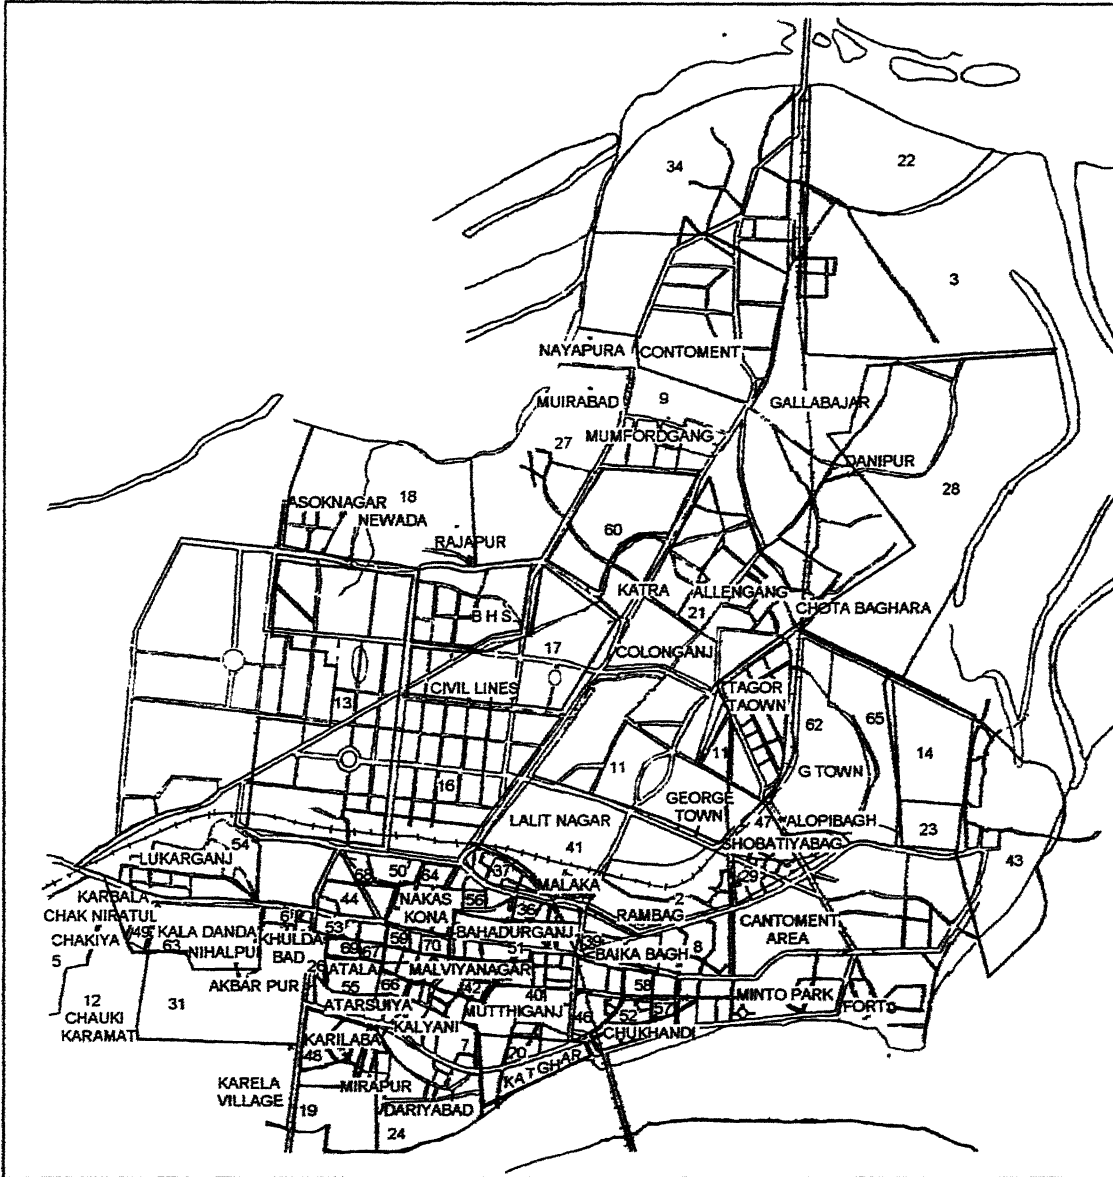 34
22
3
NAYAPURA
CONTOMENT
MUIRABAD
9
GALLABAJAR
MUMFORDGANG
27
DANIPUR
28
ASOKNAGAR
18
NEWADA
60
RAJAPUR
KATRA
ALLENGANG
CHOTA BAGHARA
21
B H S
17
COLONGANJ
CIVIL LINES
TAGOR
TAOWN
13
62
65
14
11
11
G TOWN
16
GEORGE
TOWN
LALIT NAGAR
47
ALOPIBAGH
23
41
SHOBATIYABAG
54
LUKARGANJ
43
50
64
37
68
29
MALAKA
KARBALA
44
NAKAS
KONA
56
36
2
RAMBAG
CHAK NIRATUL
CANTOMENT
AREA
49
KALA DANDA
6
53
59
BAHADURGANJ
39
CHAKIYA
63
NIHALPU
KHULDA
BAD
69
67
70
51
BAIKA BAGH
8
5
26
ATALA
MALVIYANAGAR
AKBAR PUR
55
66
42
40
58
MINTO PARK
12
31
ATARSUIYA
MUTTHIGANJ
52
57
FORTS
CHAUKI
KARAMAT
KALYANI
46
CHUKHANDI
KARILABA
48
7
20
KATGHAR
KARELA
VILLAGE
MIRAPUR
19
DARIYABAD
24